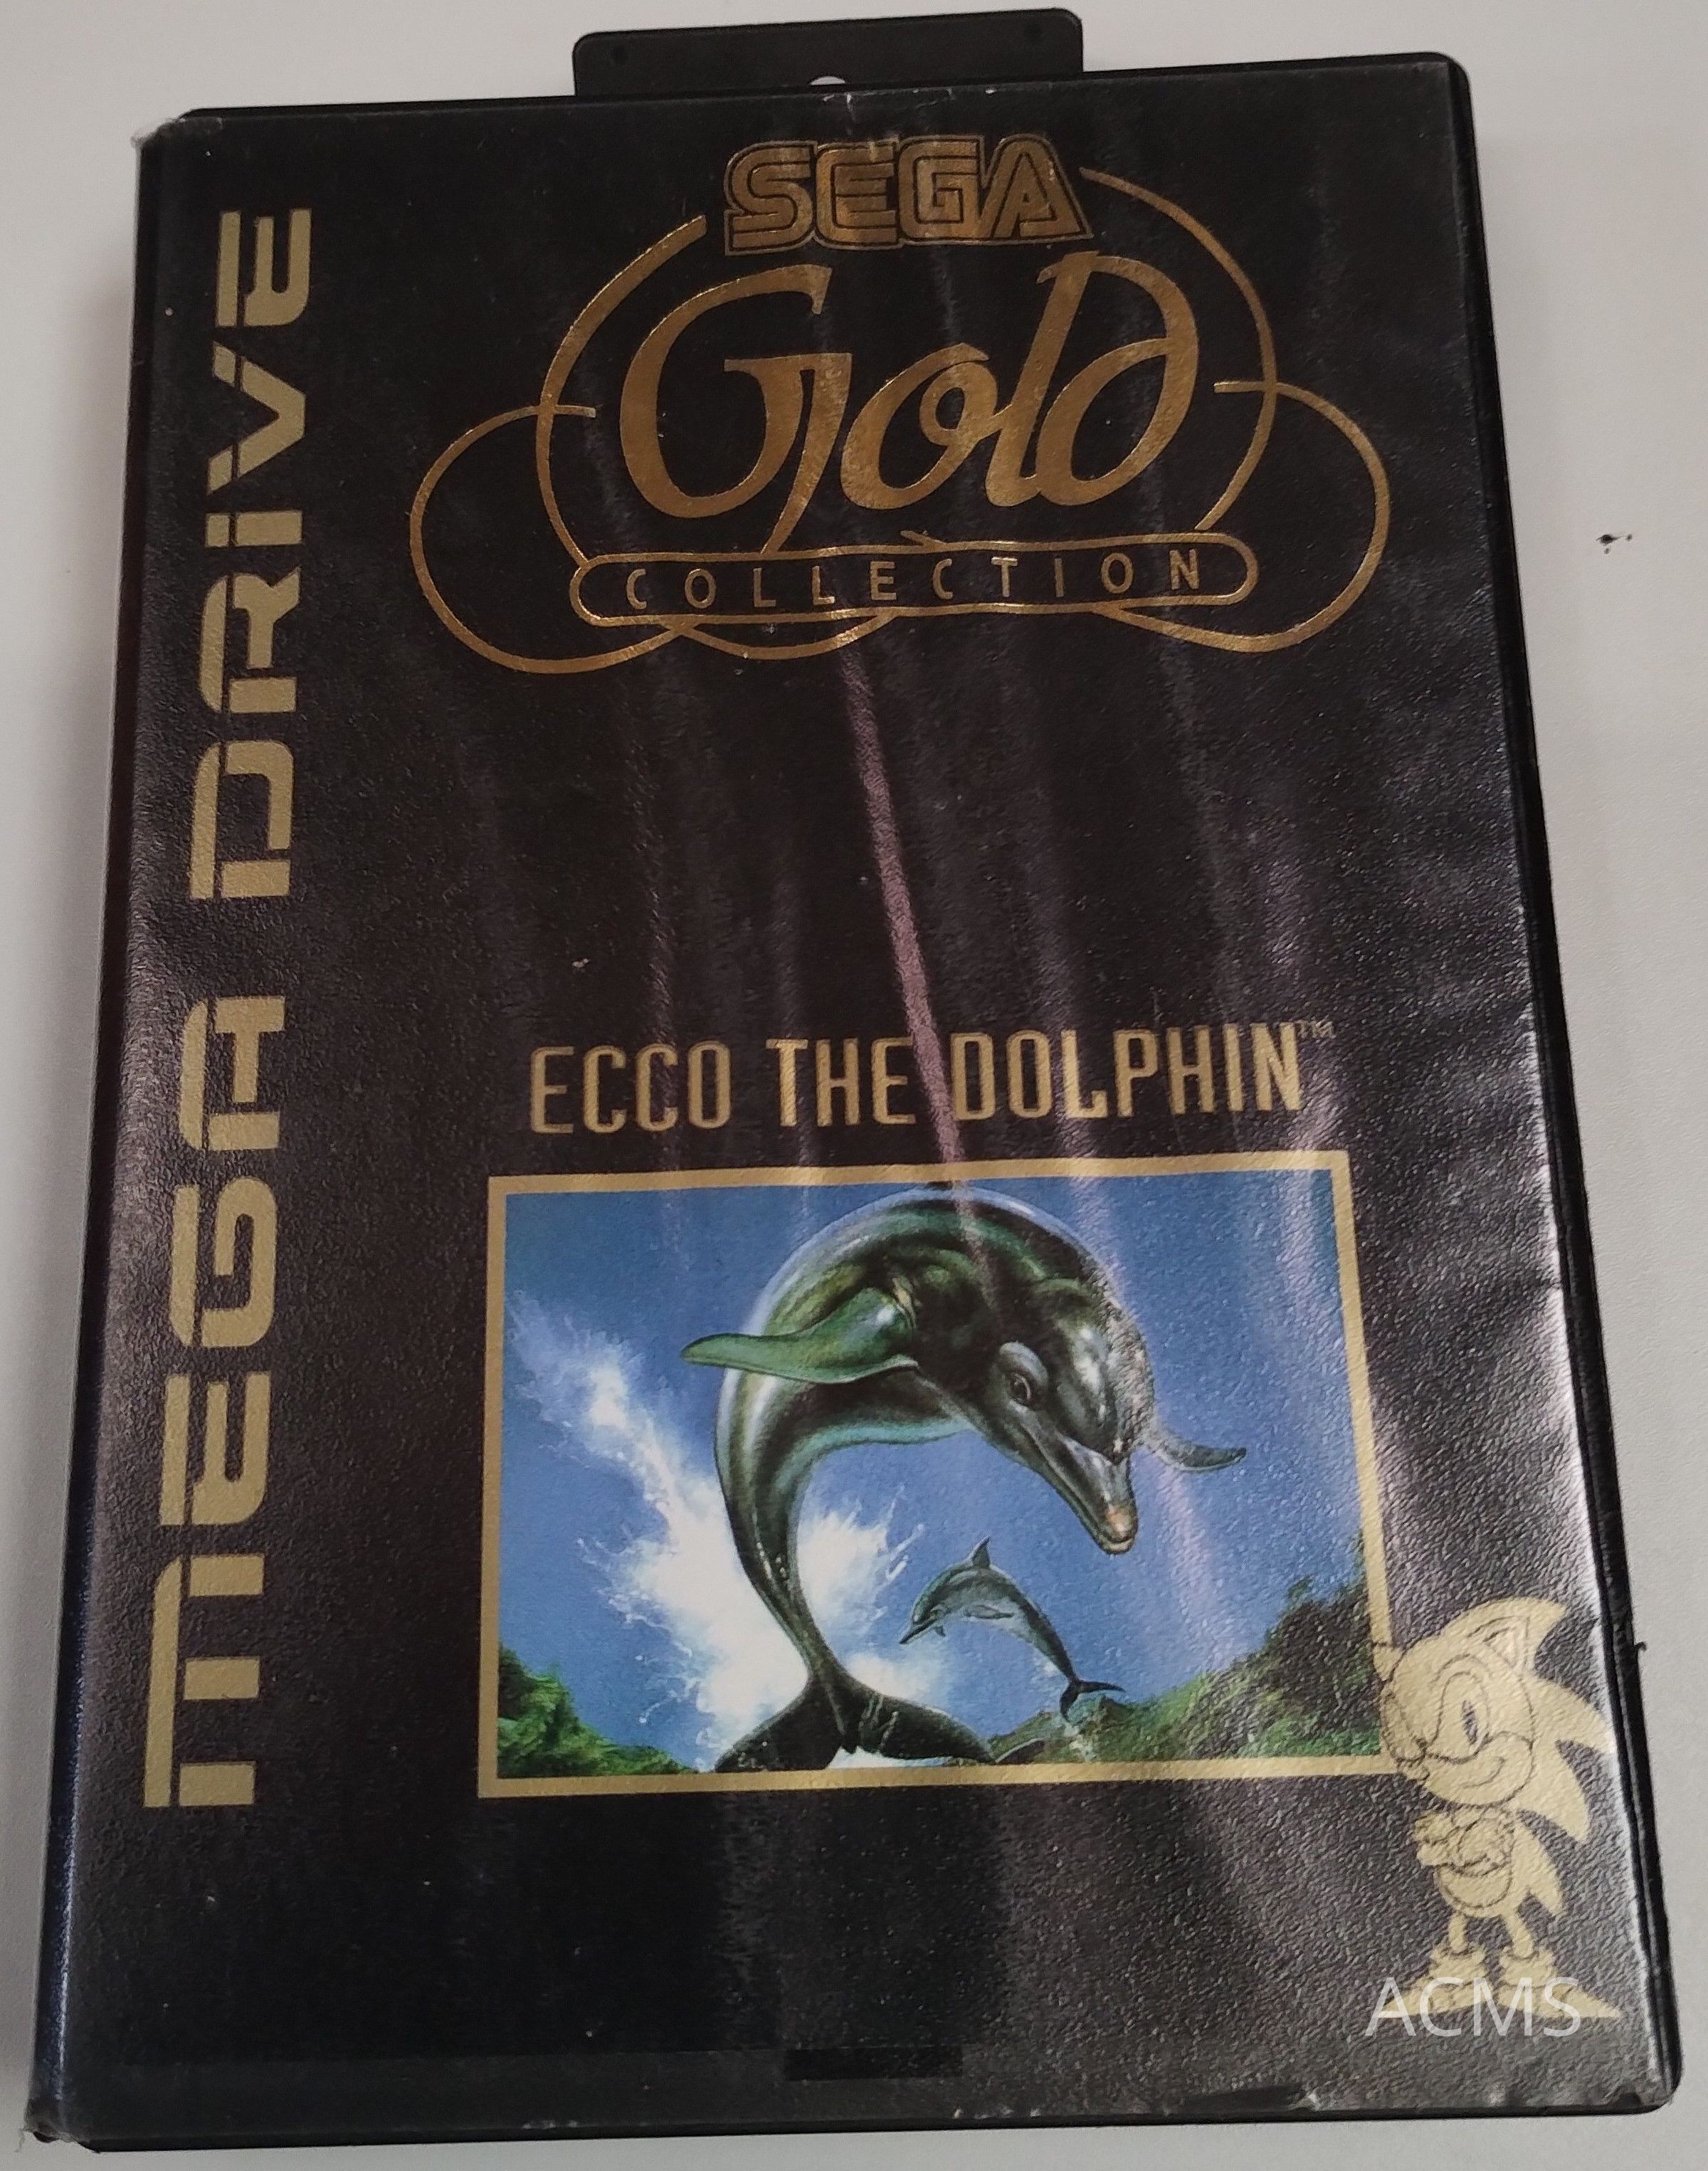 SEGA
Gold
COLLECTION
MEGA DRIVE
ECCO THE DOLPHIN™
ACMS